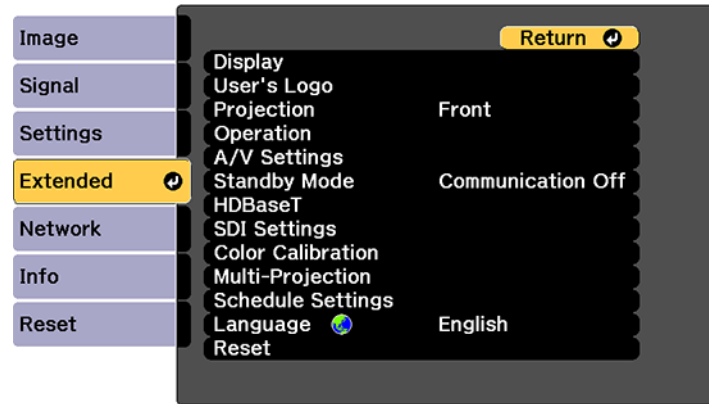 Image
Signal
Settings
Extended
Network
Info
Reset
Return
Display
User's Logo
Projection Front
Operation
A/V Settings
Standby Mode Communication Off
HDBaseT
SDI Settings
Color Calibration
Multi-Projection
Schedule Settings
Language English
Reset